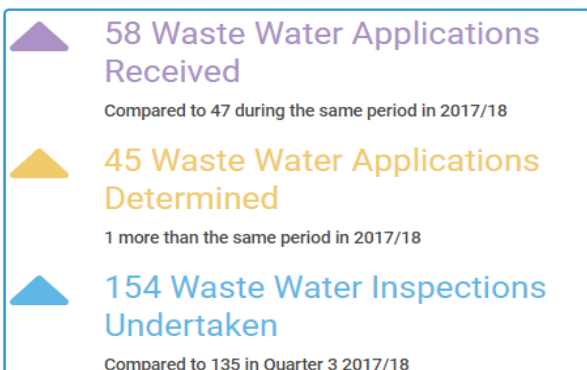 58 Waste Water Applications
Received
Compared to 47 during the same period in 2017/18
45 Waste Water Applications
Determined
1 more than the same period in 2017/18
154 Waste Water Inspections
Undertaken
Compared to 135 in Quarter 3 2017/18